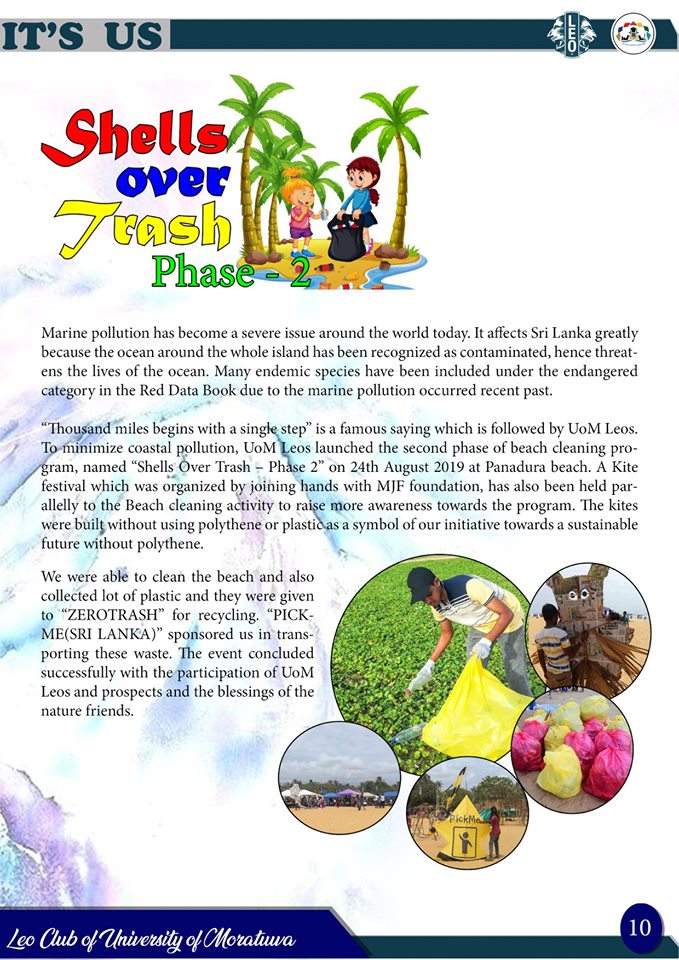 IT'S US
LEO
Shells
over
Trash
Phase - 2
Marine pollution has become a severe issue around the world today. It affects Sri Lanka greatly
because the ocean around the whole island has been recognized as contaminated, hence threat-
ens the lives of the ocean. Many endemic species have been included under the endangered
category in the Red Data Book due to the marine pollution occurred recent past.
“Thousand miles begins with a single step” is a famous saying which is followed by UoM Leos.
To minimize coastal pollution, UoM Leos launched the second phase of beach cleaning pro-
gram, named “Shells Over Trash – Phase 2” on 24th August 2019 at Panadura beach. A Kite
festival which was organized by joining hands with MJF foundation, has also been held par-
allelly to the Beach cleaning activity to raise more awareness towards the program. The kites
were built without using polythene or plastic as a symbol of our initiative towards a sustainable
future without polythene.
We were able to clean the beach and also
collected lot of plastic and they were given
to “ZEROTRASH” for recycling. “PICK-
ME(SRI LANKA)” sponsored us in trans-
porting these waste. The event concluded
successfully with the participation of UoM
Leos and prospects and the blessings of the
nature friends.
PickMe
Leo Club of University of Moratuwa
10